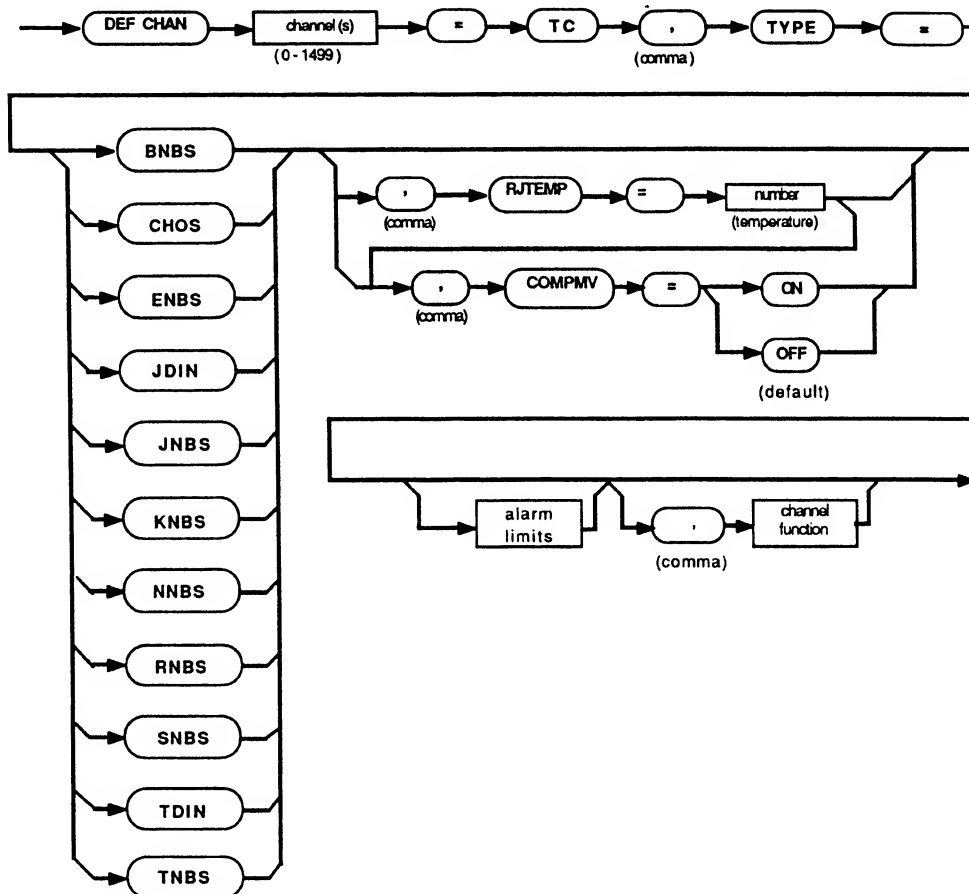 DEF CHAN channel(s) = TC , TYPE =
(0 - 1499) (comma)
BNBS
CHOS
ENBS
JDIN
JNBS
KNBS
NNBS
RNBS
SNBS
TDIN
TNBS
, RJTEMP = number
(comma) (temperature)
, COMPMV = ON
(comma)
OFF
(default)
alarm
limits
, channel
function
(comma)